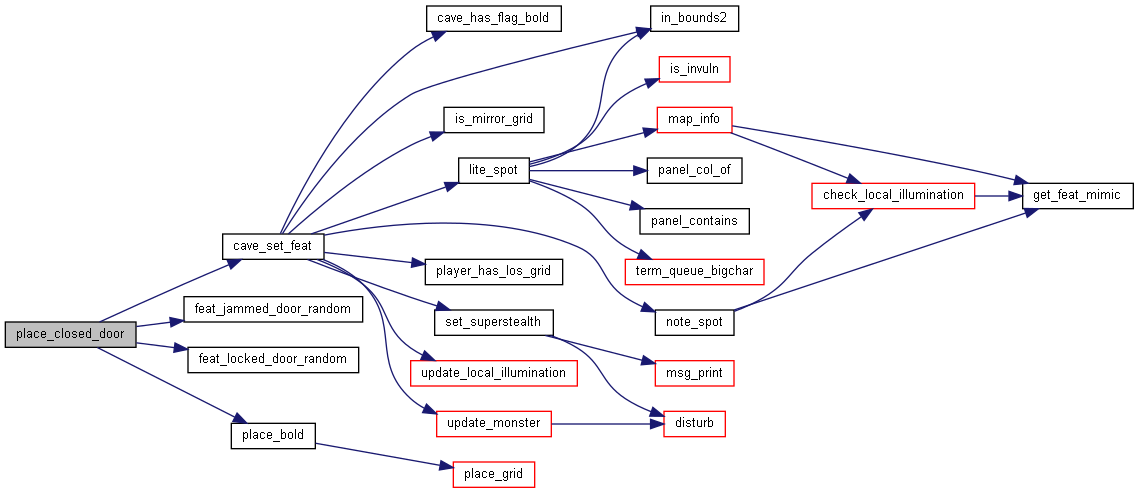 cave_has_flag_bold
in_bounds2
is_invuln
is_mirror_grid
map_info
lite_spot
panel_col_of
check_local_illumination
get_feat_mimic
panel_contains
cave_set_feat
player_has_los_grid
term_queue_bigchar
feat_jammed_door_random
set_superstealth
note_spot
place_closed_door
feat_locked_door_random
update_local_illumination
msg_print
update_monster
disturb
place_bold
place_grid